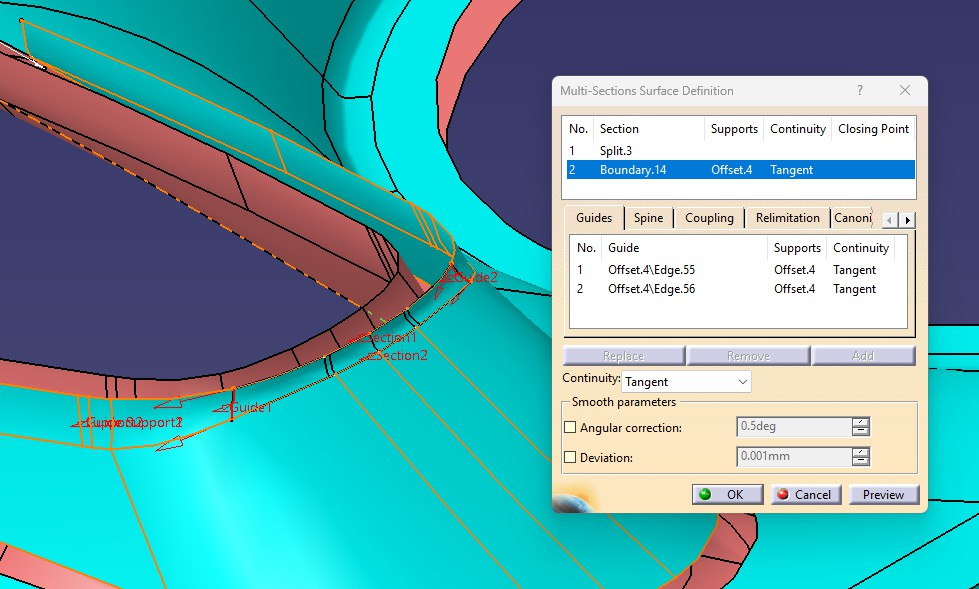 Multi-Sections Surface Definition ?
No. Section Supports Continuity Closing Point
1 Split.3
2 Boundary.14 Offset.4 Tangent
Guides Spine Coupling Relimitation Canoni
No. Guide Supports Continuity
1 Offset.4\Edge.55 Offset.4 Tangent
2 Offset.4\Edge.56 Offset.4 Tangent
Replace Remove Add
Continuity: Tangent
Smooth parameters
Angular correction: 0.5deg
Deviation: 0.001mm
OK Cancel Preview
Guide2
Section1
Section2
Guide1